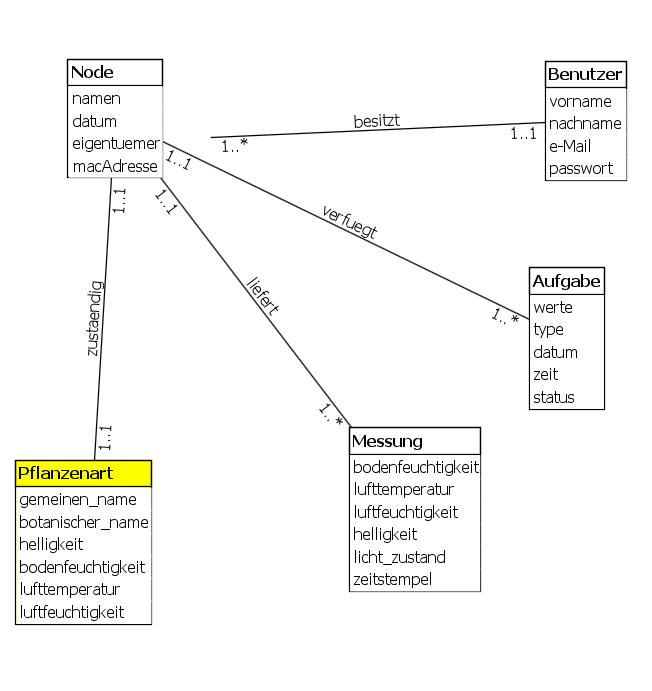 Node
namen
datum
eigentuemer
macAdresse
Benutzer
vorname
nachname
e-Mail
passwort
besitzt
1..*
1..1
1..1
verfuegt
1.. *
Aufgabe
werte
type
datum
zeit
status
1..1
liefert
1.. *
Messung
bodenfeuchtigkeit
lufttemperatur
luftfeuchtigkeit
helligkeit
licht_zustand
zeitstempel
1..1
zustaendig
1..1
Pflanzenart
gemeinen_name
botanischer_name
helligkeit
bodenfeuchtigkeit
lufttemperatur
luftfeuchtigkeit